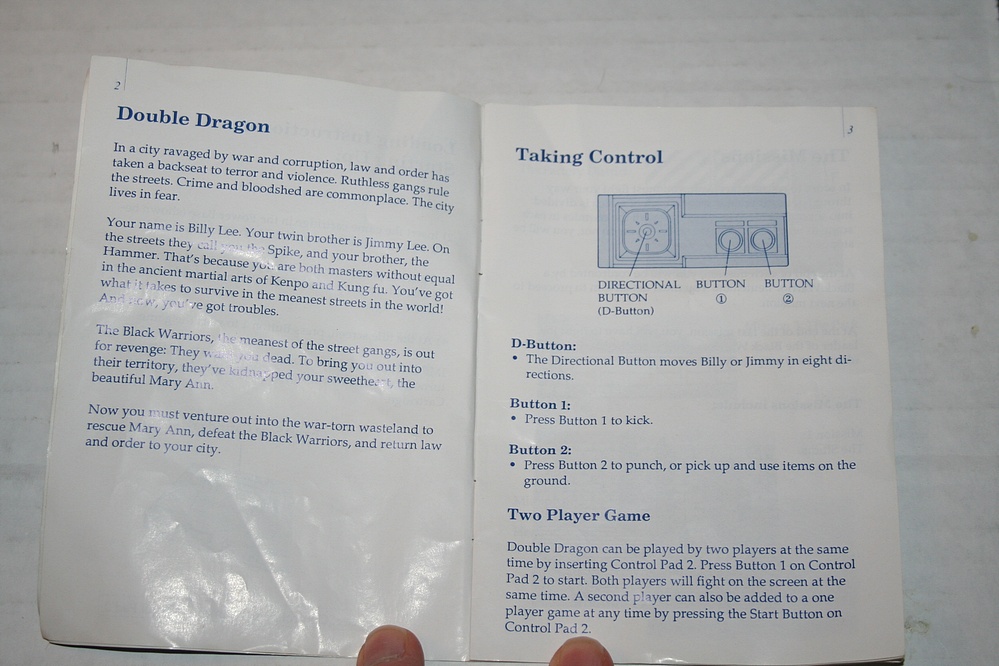 2
Double Dragon
In a city ravaged by war and corruption, law and order has
taken a backseat to terror and violence. Ruthless gangs rule
the streets. Crime and bloodshed are commonplace. The city
lives in fear.
Your name is Billy Lee. Your twin brother is Jimmy Lee. On
the streets they call you the Spike, and your brother, the
Hammer. That's because you are both masters without equal
in the ancient martial arts of Kenpo and Kung fu. You've got
what it takes to survive in the meanest streets in the world!
And now, you've got troubles.
The Black Warriors, the meanest of the street gangs, is out
for revenge: They want you dead. To bring you out into
their territory, they've kidnapped your sweetheart, the
beautiful Mary Ann.
Now you must venture out into the war-torn wasteland to
rescue Mary Ann, defeat the Black Warriors, and return law
and order to your city.
3
Taking Control
DIRECTIONAL BUTTON BUTTON
BUTTON ① ②
(D-Button)
D-Button:
• The Directional Button moves Billy or Jimmy in eight di-
rections.
Button 1:
• Press Button 1 to kick.
Button 2:
• Press Button 2 to punch, or pick up and use items on the
ground.
Two Player Game
Double Dragon can be played by two players at the same
time by inserting Control Pad 2. Press Button 1 on Control
Pad 2 to start. Both players will fight on the screen at the
same time. A second player can also be added to a one
player game at any time by pressing the Start Button on
Control Pad 2.